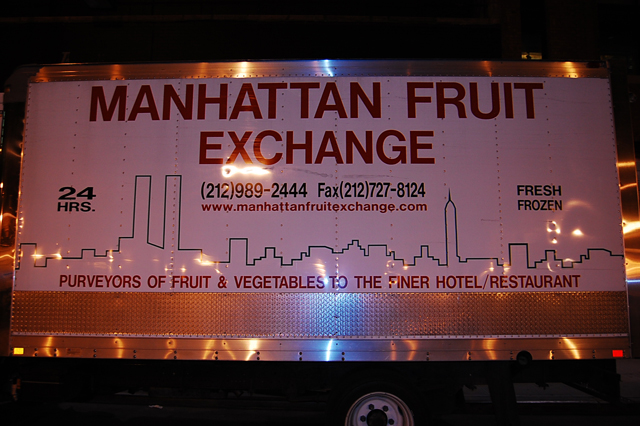 MANHATTAN FRUIT
EXCHANGE
24
HRS.
(212)989-2444 Fax(212)727-8124
www.manhattanfruitexchange.com
FRESH
FROZEN
PURVEYORS OF FRUIT & VEGETABLES TO THE FINER HOTEL/RESTAURANT